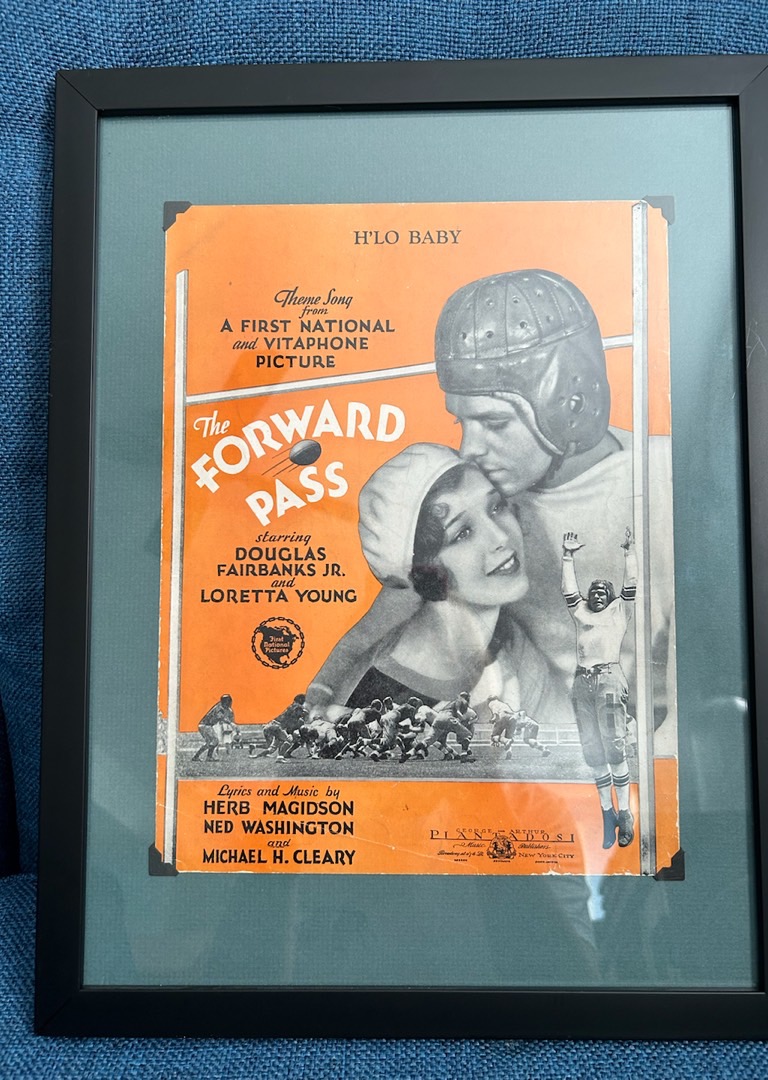 H'LO BABY
Theme Song
from
A FIRST NATIONAL
and VITAPHONE
PICTURE
The
FORWARD
PASS
starring
DOUGLAS
FAIRBANKS JR.
and
LORETTA YOUNG
First
National
Pictures
Lyrics and Music by
HERB MAGIDSON
NED WASHINGTON
and
MICHAEL H. CLEARY
GEORGE and ARTHUR
PIANTADOSI
Music Publishers
NEW YORK CITY